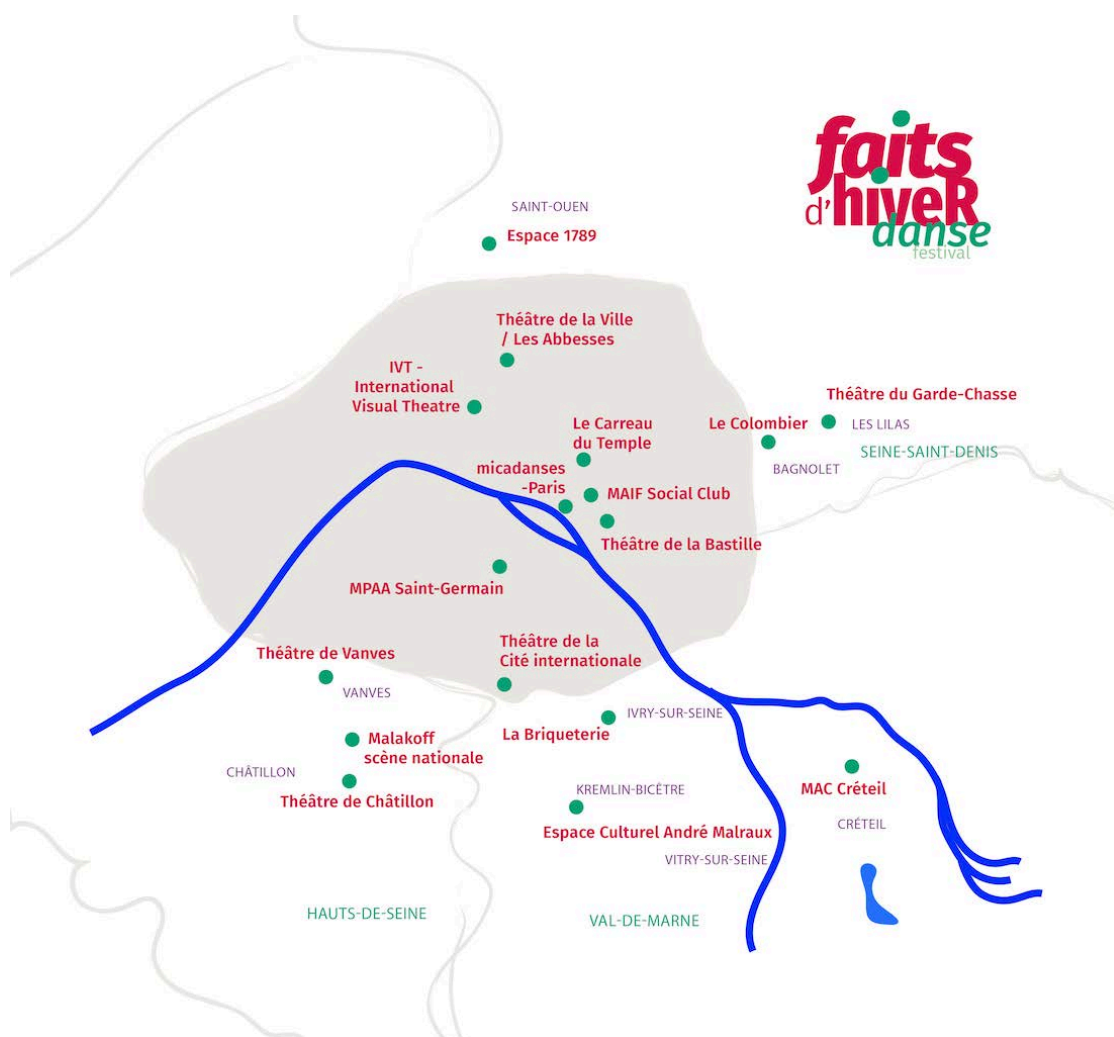 faits
d'hiveR
danse
festival
SAINT-OUEN
Espace 1789
Théâtre de la Ville
/ Les Abbesses
IVT -
International
Visual Theatre
Théâtre du Garde-Chasse
LES LILAS
Le Colombier
BAGNOLET
SEINE-SAINT-DENIS
Le Carreau
du Temple
micadanses
-Paris
MAIF Social Club
Théâtre de la Bastille
MPAA Saint-Germain
Théâtre de la
Cité internationale
Théâtre de Vanves
VANVES
IVRY-SUR-SEINE
La Briqueterie
Malakoff
scène nationale
CHÂTILLON
Théâtre de Châtillon
KREMLIN-BICÊTRE
Espace Culturel André Malraux
VITRY-SUR-SEINE
MAC Créteil
CRÉTEIL
HAUTS-DE-SEINE
VAL-DE-MARNE